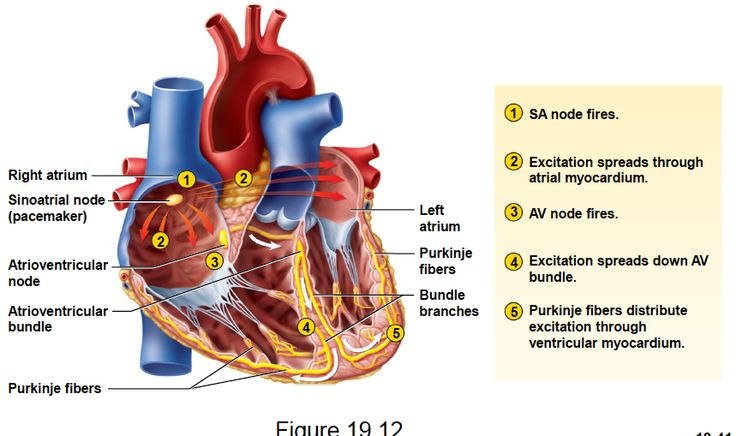 Right atrium
Sinoatrial node
(pacemaker)
Atrioventricular
node
Atrioventricular
bundle
Purkinje fibers
1
2
2
3
4
5
Left
atrium
Purkinje
fibers
Bundle
branches
1 SA node fires.
2 Excitation spreads through
atrial myocardium.
3 AV node fires.
4 Excitation spreads down AV
bundle.
5 Purkinje fibers distribute
excitation through
ventricular myocardium.
Figure 19.12